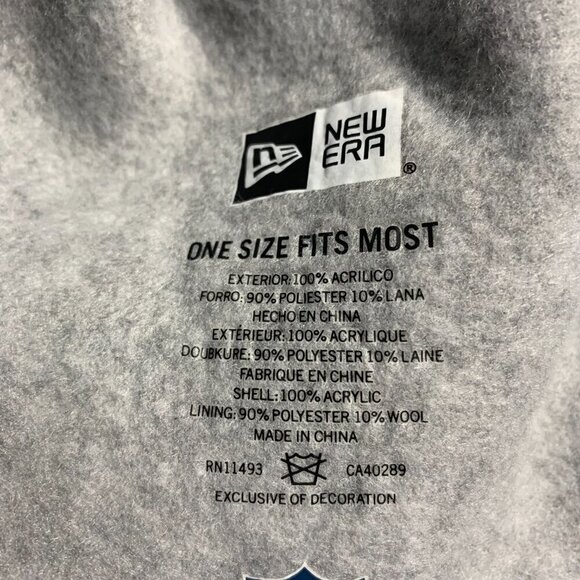 NEW
ERA
®
ONE SIZE FITS MOST
EXTERIOR: 100% ACRILICO
FORRO: 90% POLIESTER 10% LANA
HECHO EN CHINA
EXTÉRIEUR: 100% ACRYLIQUE
DOUBKURE: 90% POLYESTER 10% LAINE
FABRIQUE EN CHINE
SHELL: 100% ACRYLIC
LINING: 90% POLYESTER 10% WOOL
MADE IN CHINA
RN11493 CA40289
EXCLUSIVE OF DECORATION